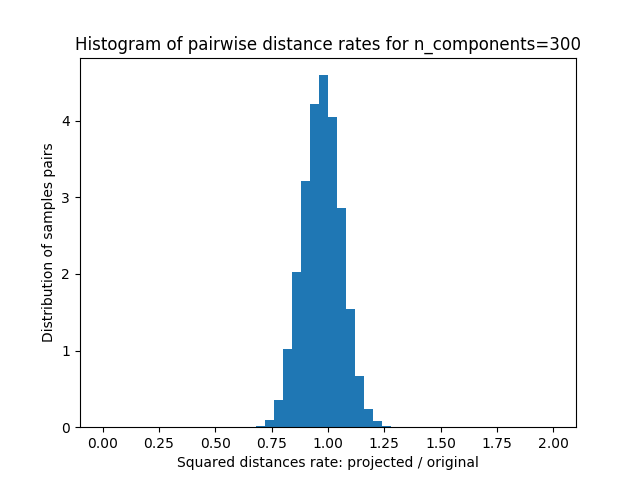 Histogram of pairwise distance rates for n_components=300
Distribution of samples pairs
4
3
2
1
0
0.00 0.25 0.50 0.75 1.00 1.25 1.50 1.75 2.00
Squared distances rate: projected / original